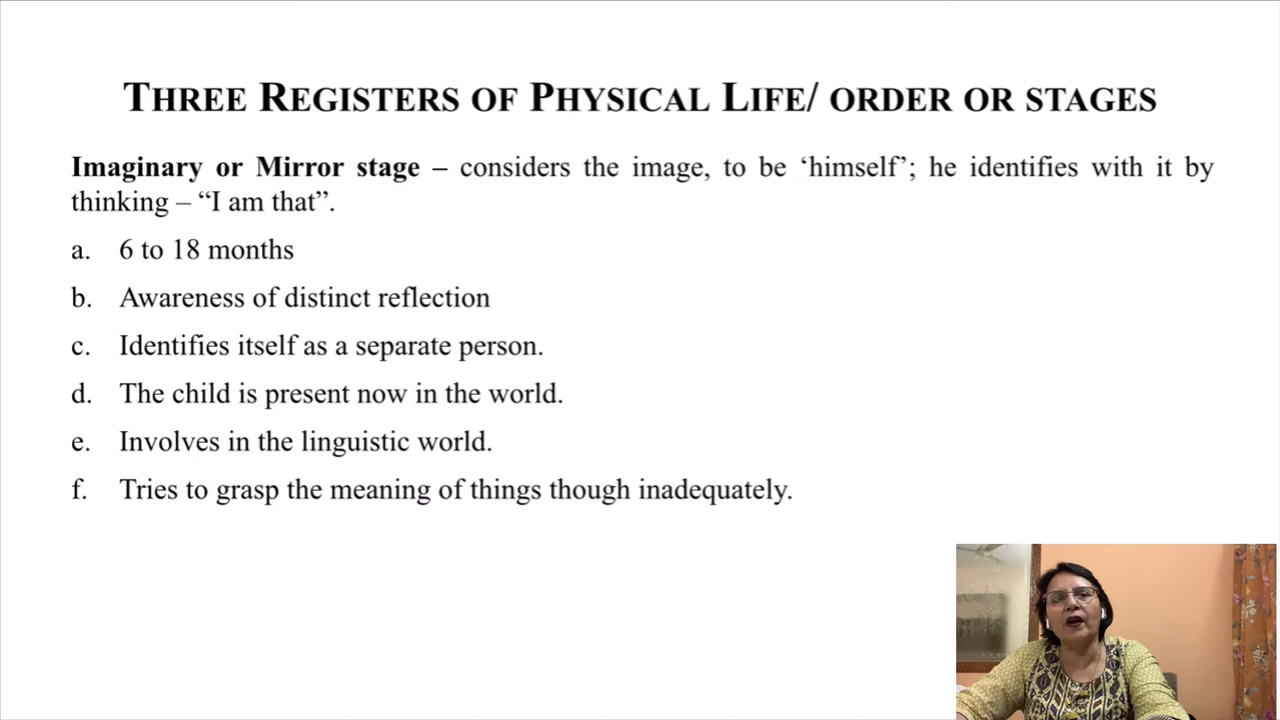 THREE REGISTERS OF PHYSICAL LIFE/ ORDER OR STAGES
Imaginary or Mirror stage – considers the image, to be ‘himself’; he identifies with it by
thinking – “I am that”.
a. 6 to 18 months
b. Awareness of distinct reflection
c. Identifies itself as a separate person.
d. The child is present now in the world.
e. Involves in the linguistic world.
f. Tries to grasp the meaning of things though inadequately.